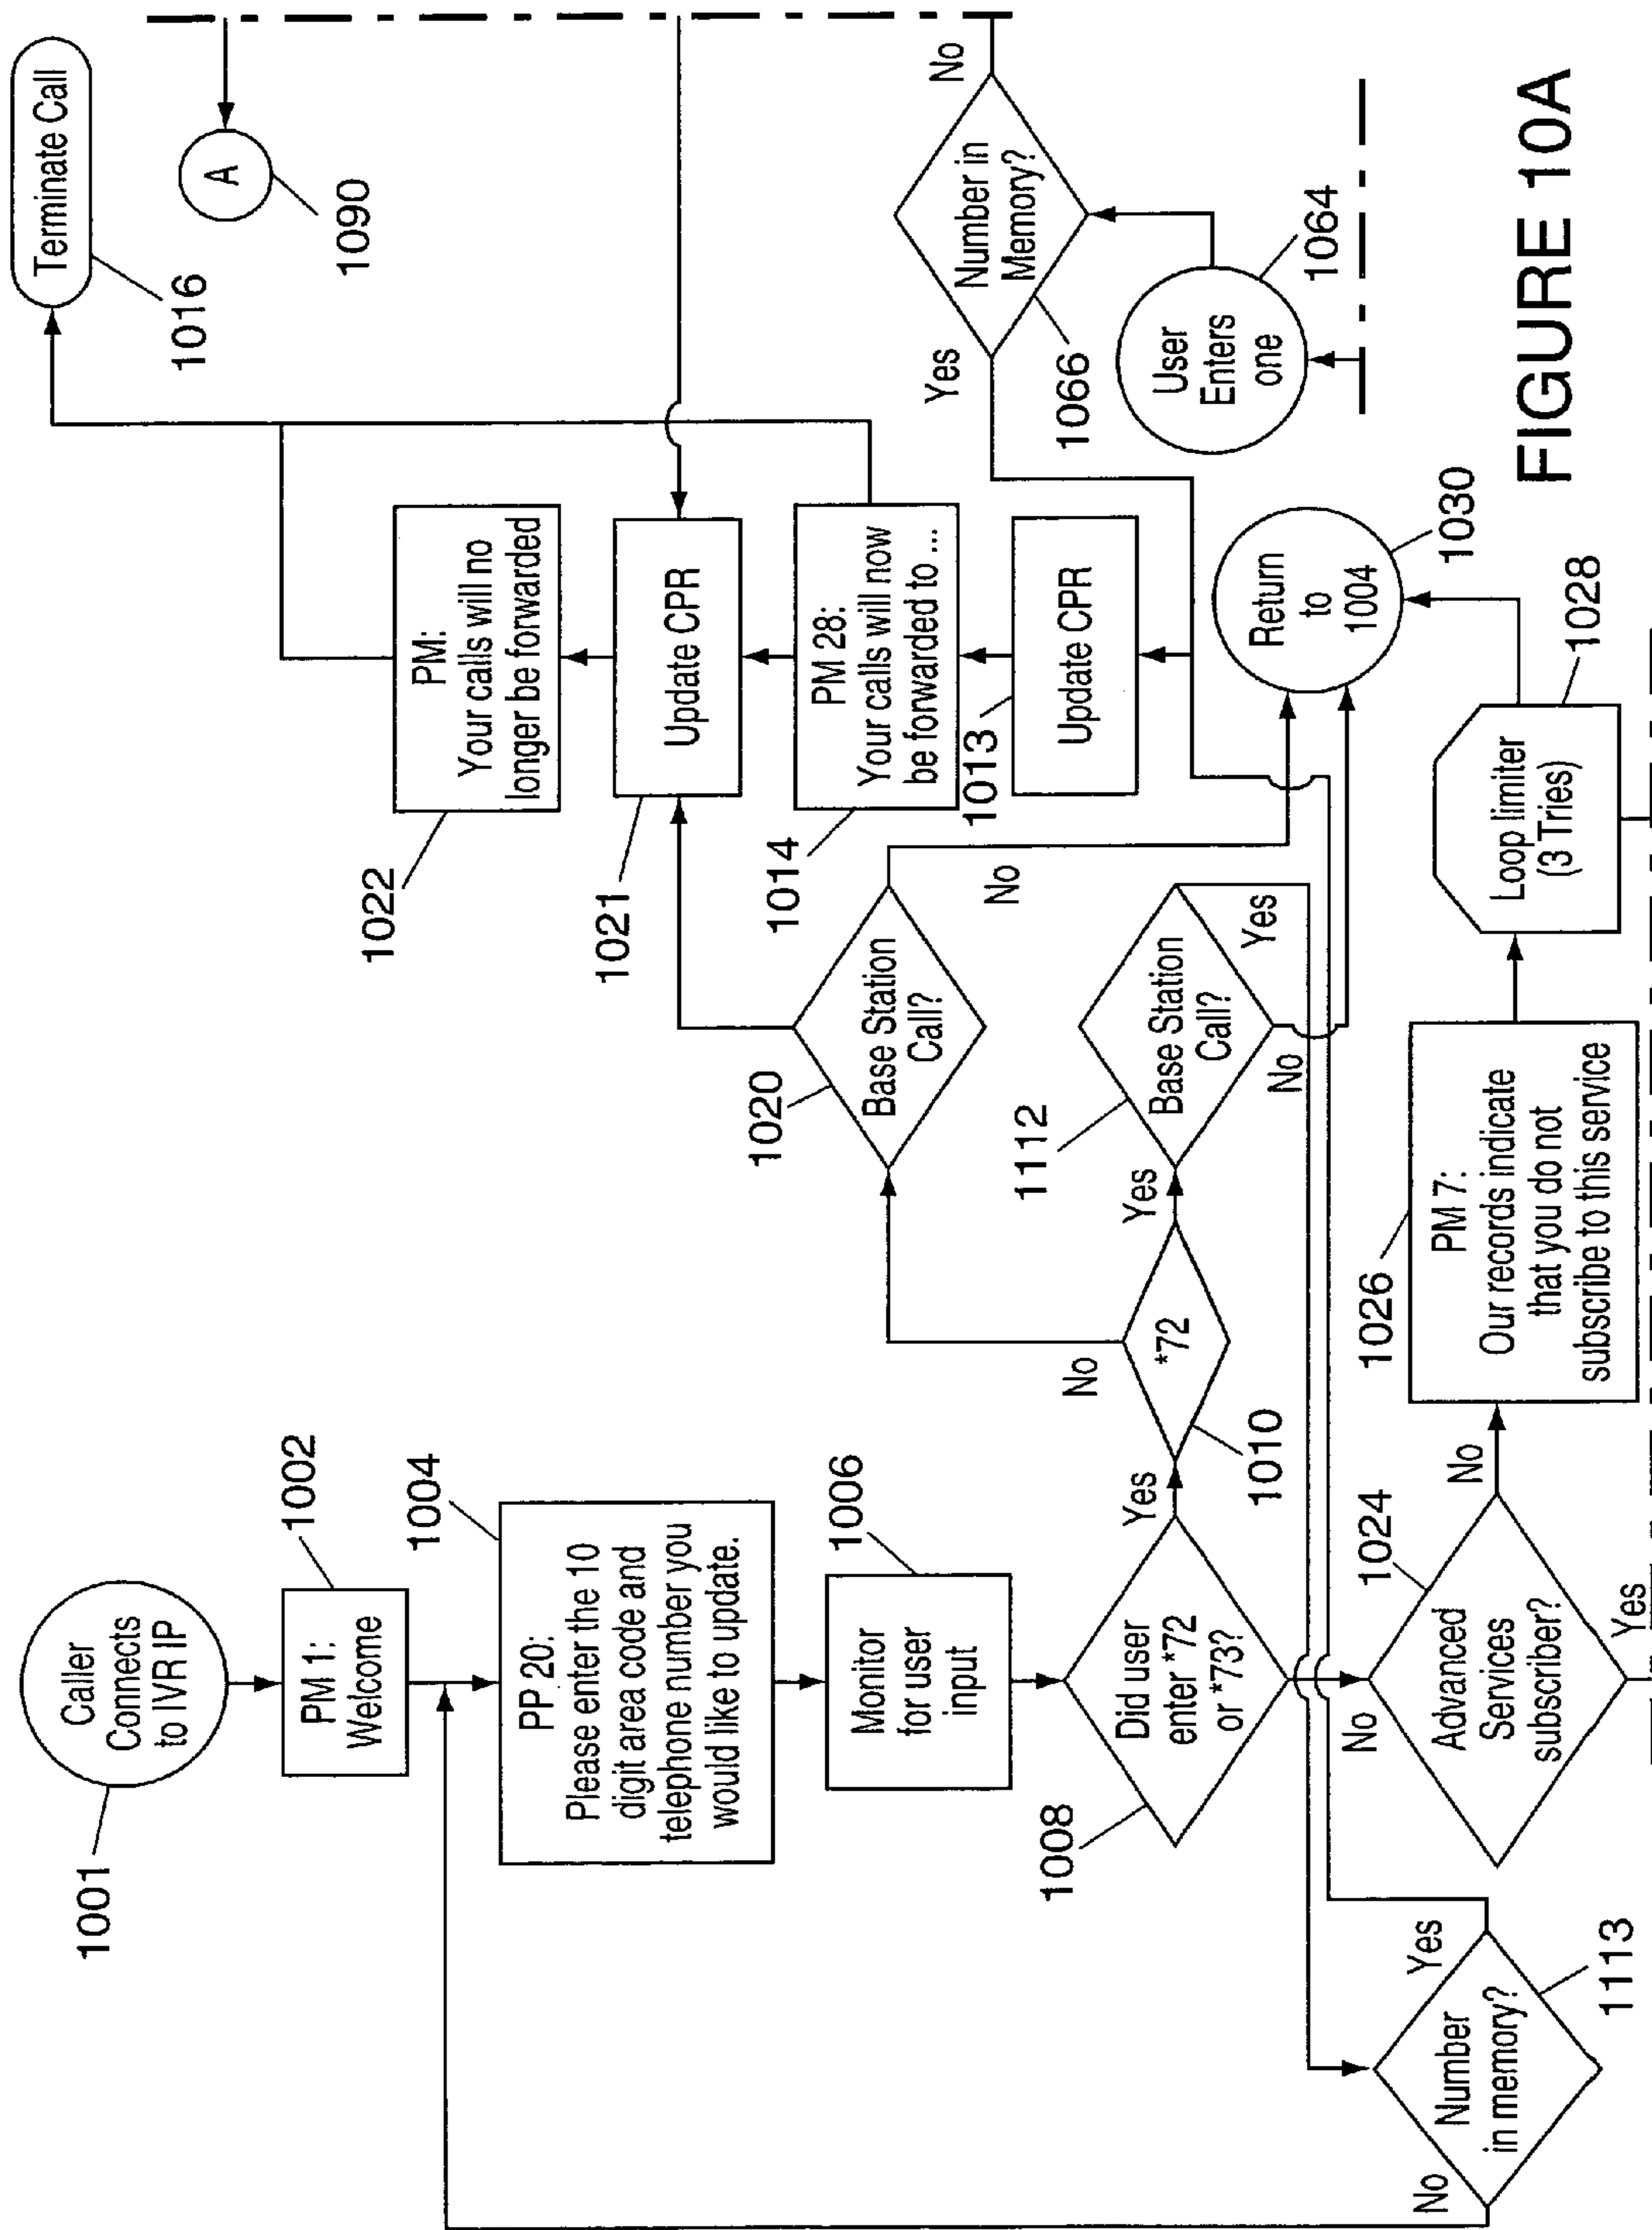 1001
Caller
Connects
to IVR IP
PM 1:
Welcome
1002
1004
PP 20:
Please enter the 10
digit area code and
telephone number you
would like to update.
Monitor
for user
input
1006
1008
Did user
enter *72
or *73?
Yes
No
*72
1010
No
Yes
1020
Base Station
Call?
No
1112
Base Station
Call?
Yes
No
1022
PM:
Your calls will no
longer be forwarded
1021
Update CPR
1014
PM 28:
Your calls will now
be forwarded to ...
1013
Update CPR
Terminate Call
1016
A
1090
Number in
Memory?
No
Yes
1066
User
Enters
one
1064
Return
to
1004
1030
Loop limiter
(3 Tries)
1028
1026
PM 7:
Our records indicate
that you do not
subscribe to this service
1024
Advanced
Services
subscriber?
No
Yes
Number
in memory?
Yes
No
1113
FIGURE 10A